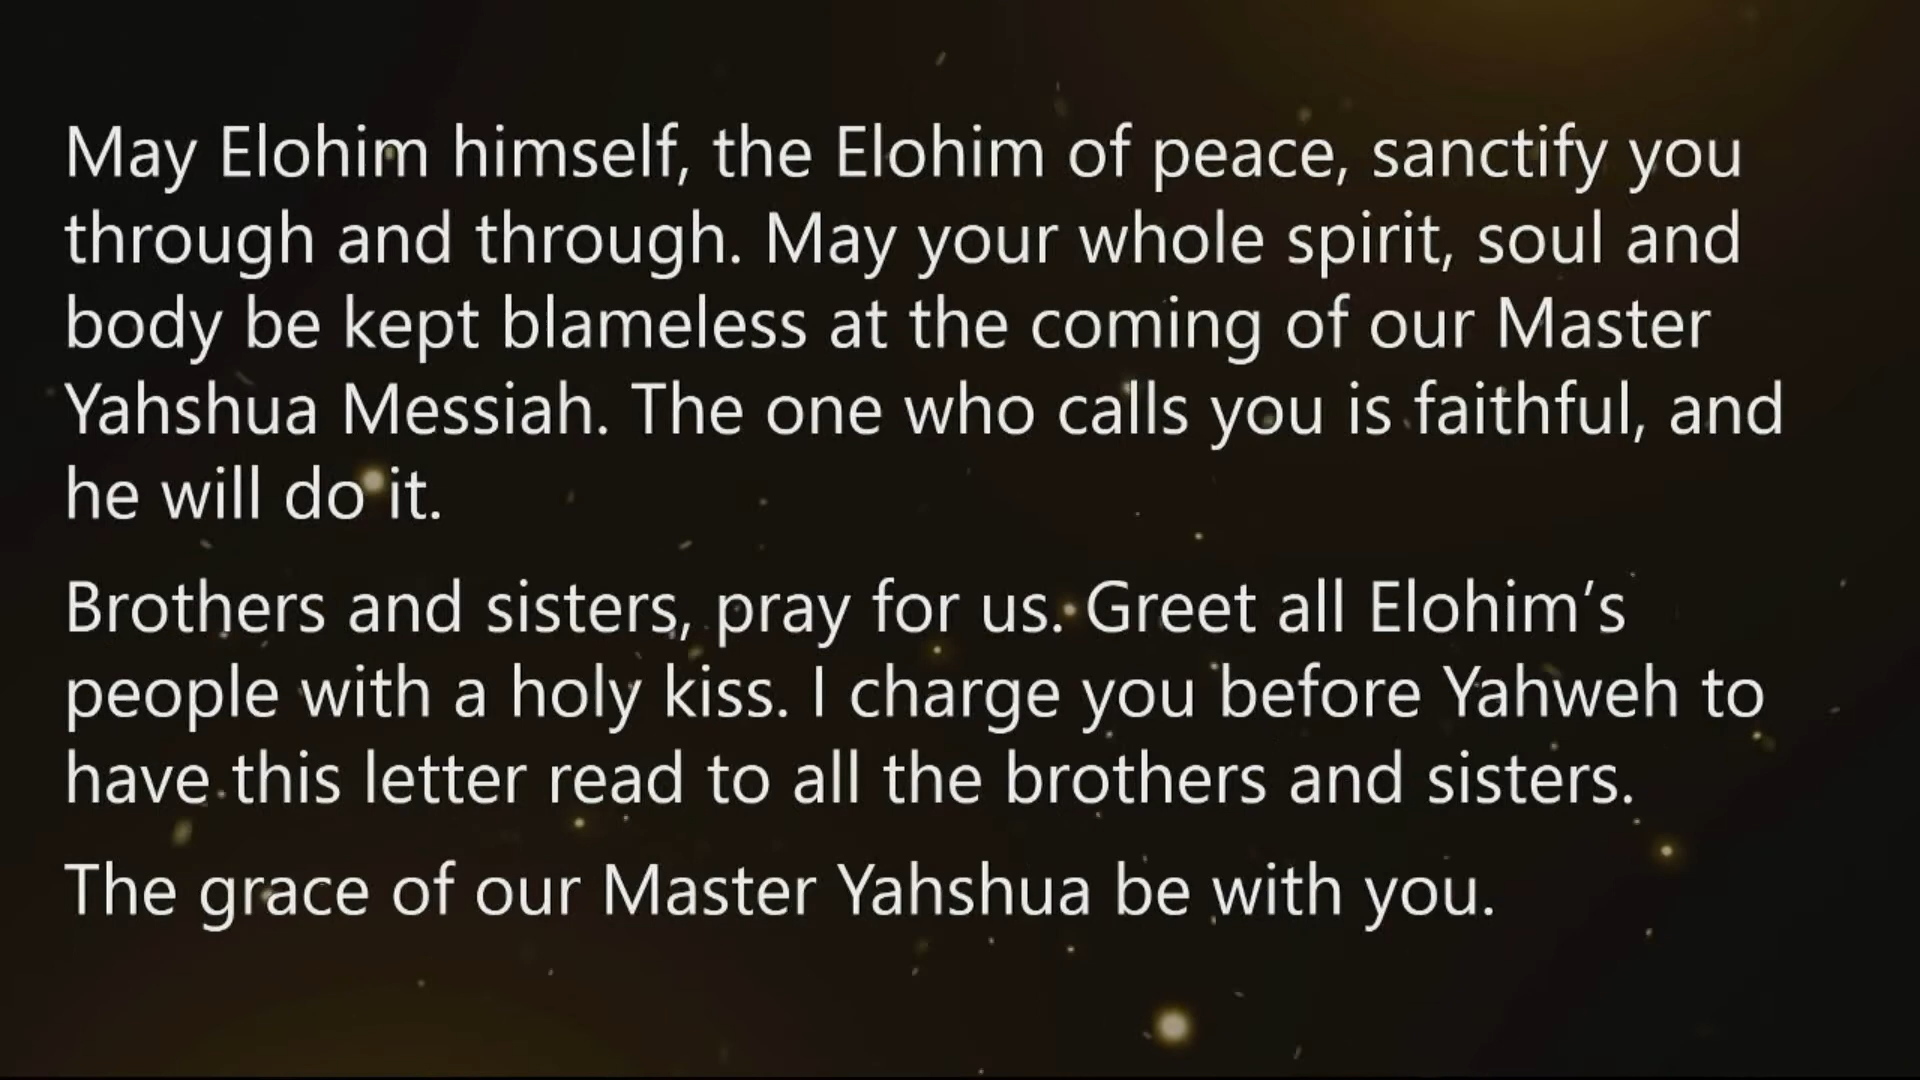 May Elohim himself, the Elohim of peace, sanctify you
through and through. May your whole spirit, soul and
body be kept blameless at the coming of our Master
Yahshua Messiah. The one who calls you is faithful, and
he will do it.
Brothers and sisters, pray for us. Greet all Elohim’s
people with a holy kiss. I charge you before Yahweh to
have this letter read to all the brothers and sisters.
The grace of our Master Yahshua be with you.